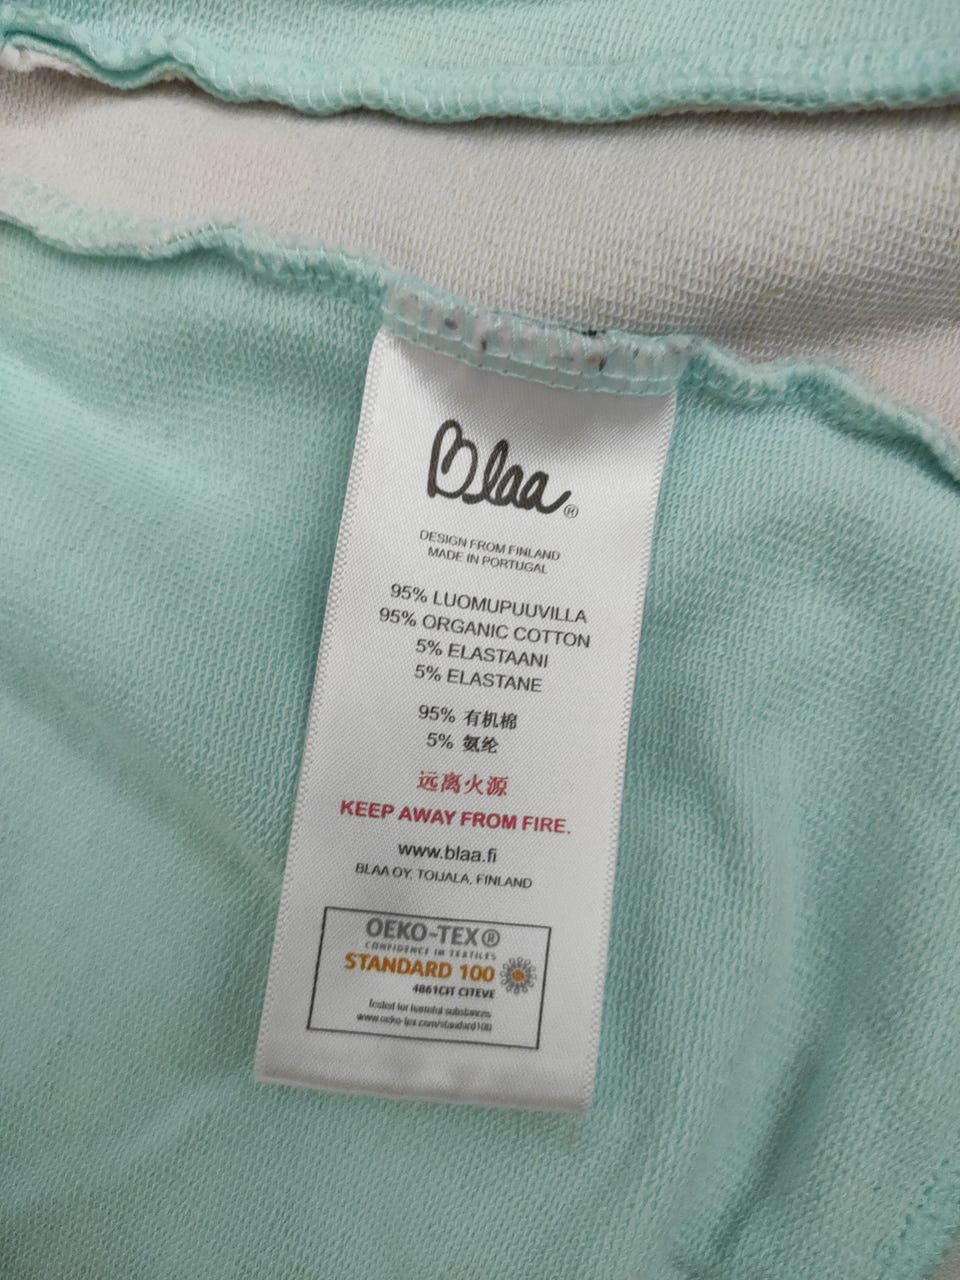 Blaa®
DESIGN FROM FINLAND
MADE IN PORTUGAL
95% LUOMUPUUVILLA
95% ORGANIC COTTON
5% ELASTAANI
5% ELASTANE
95% 有机棉
5% 氨纶
远离火源
KEEP AWAY FROM FIRE.
www.blaa.fi
BLAA OY, TOIJALA, FINLAND
OEKO-TEX®
CONFIDENCE IN TEXTILES
STANDARD 100
4861CIT CITEVE
Tested for harmful substances
www.oeko-tex.com/standard100